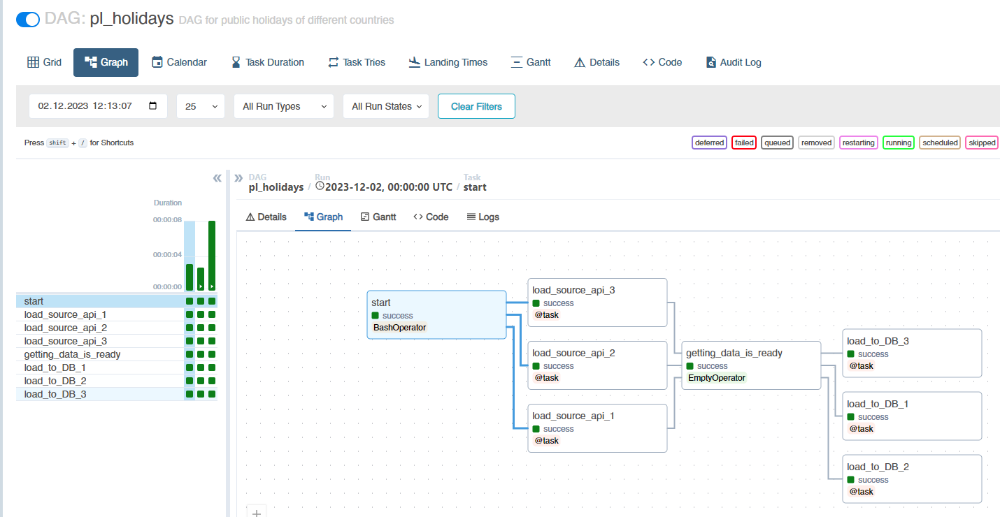 DAG: pl_holidays DAG for public holidays of different countries
Grid Graph Calendar Task Duration Task Tries Landing Times Gantt Details <> Code Audit Log
02.12.2023 12:13:07 25 All Run Types All Run States Clear Filters
Press shift + / for Shortcuts
deferred failed queued removed restarting running scheduled skipped
Duration
00:00:08
00:00:04
00:00:00
start
load_source_api_1
load_source_api_2
load_source_api_3
getting_data_is_ready
load_to_DB_1
load_to_DB_2
load_to_DB_3
DAG Run Task
pl_holidays / 2023-12-02, 00:00:00 UTC / start
Details Graph Gantt <> Code Logs
start
success
BashOperator
load_source_api_3
success
@task
load_source_api_2
success
@task
load_source_api_1
success
@task
getting_data_is_ready
success
EmptyOperator
load_to_DB_3
success
@task
load_to_DB_1
success
@task
load_to_DB_2
success
@task